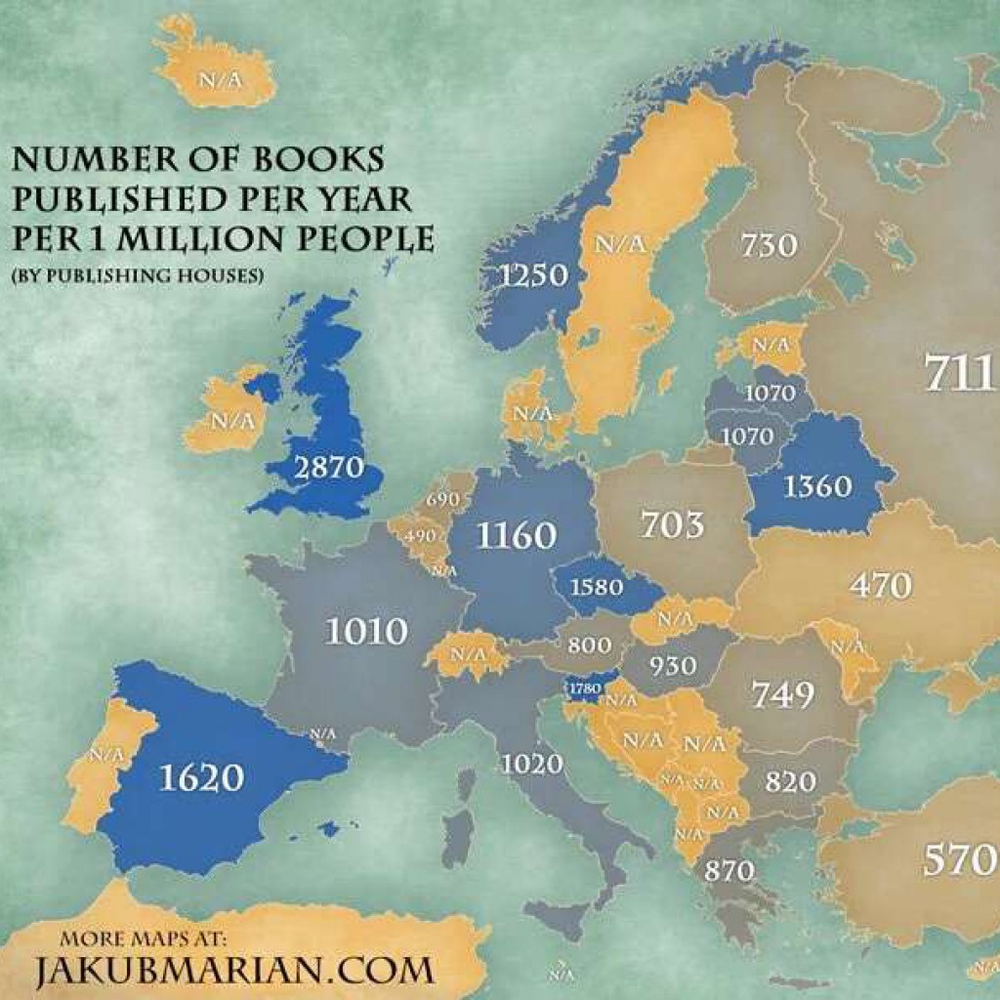 N/A
NUMBER OF BOOKS
PUBLISHED PER YEAR
PER 1 MILLION PEOPLE
(BY PUBLISHING HOUSES)
N/A
730
1250
N/A
711
1070
N/A
N/A
1070
2870
1360
690
490
1160
703
N/A
1580
470
1010
N/A
N/A
800
N/A
930
1780
N/A
749
N/A
N/A
N/A
N/A
1620
1020
N/A
N/A
820
N/A
N/A
570
870
MORE MAPS AT:
JAKUBMARIAN.COM
N/A
N/A